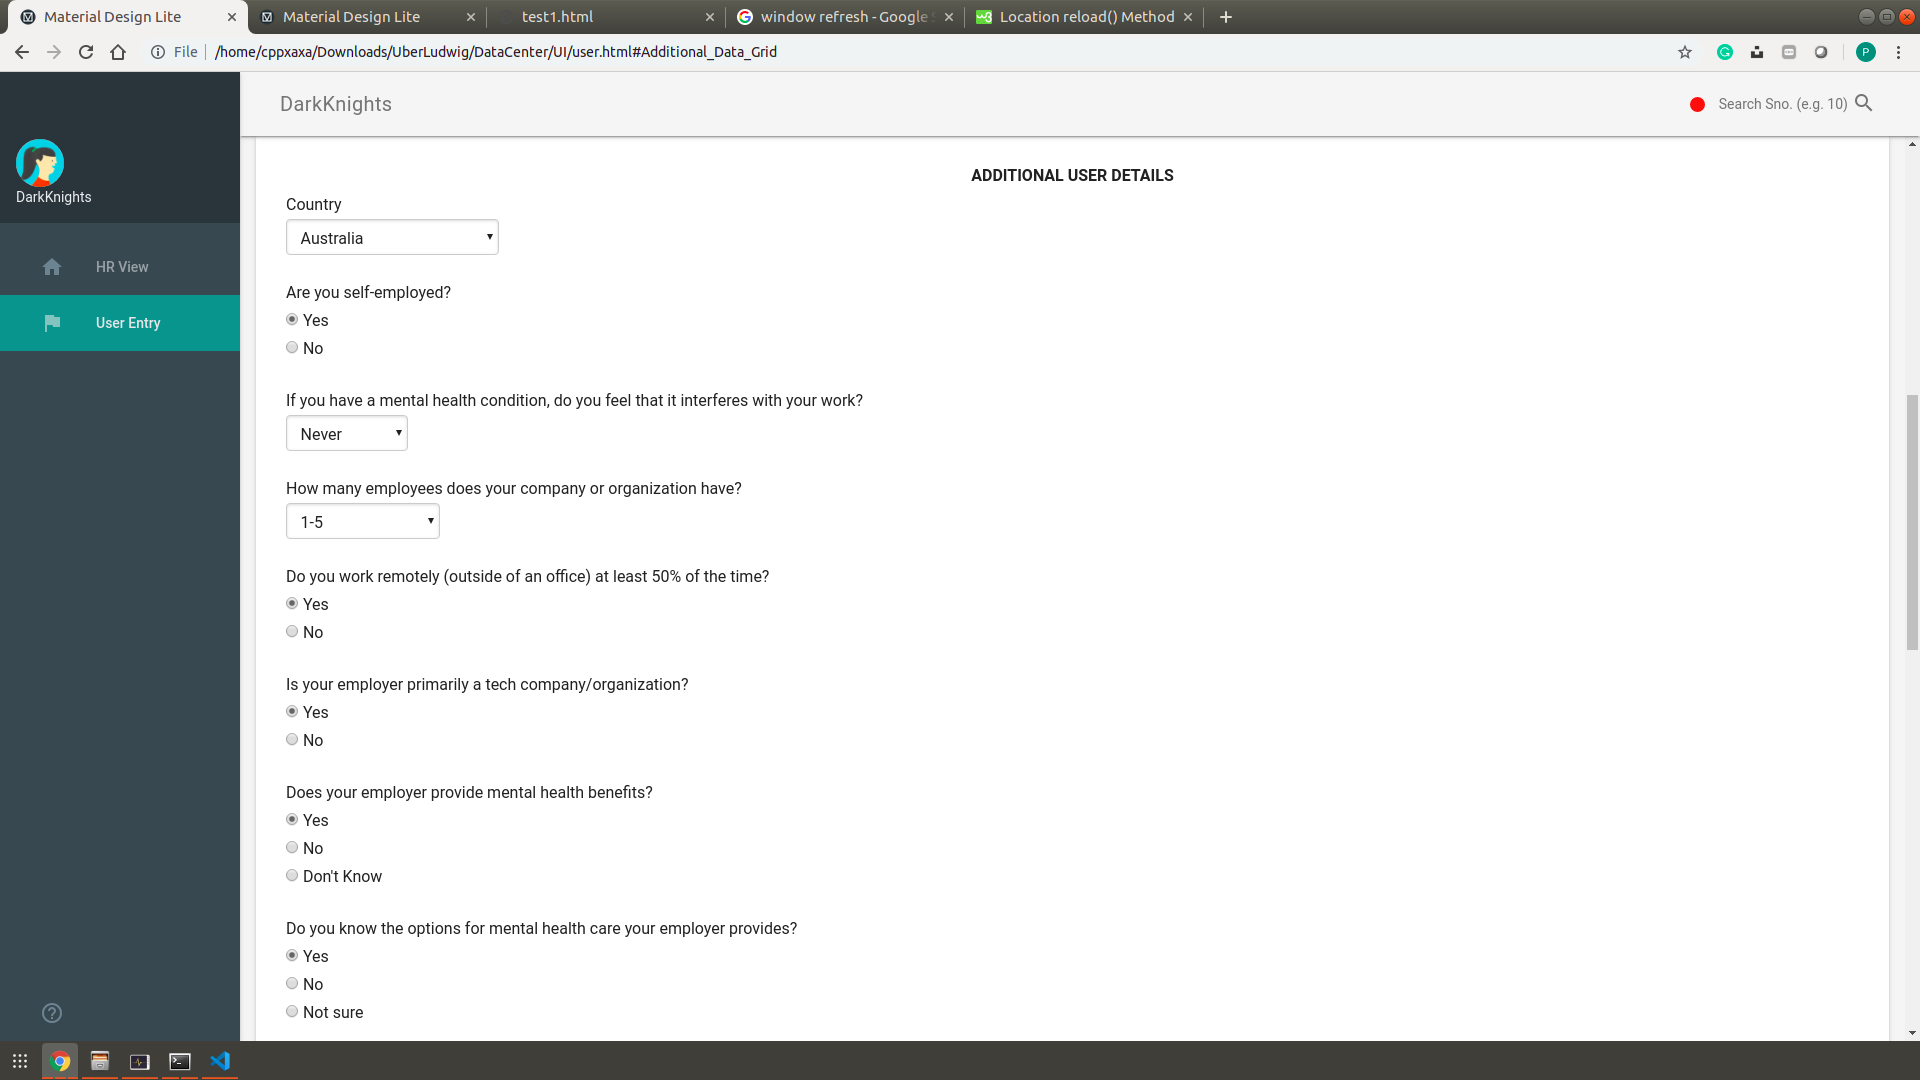 Material Design Lite
Material Design Lite
test1.html
window refresh - Google
Location reload() Method
File
/home/cppxaxa/Downloads/UberLudwig/DataCenter/UI/user.html#Additional_Data_Grid
P
DarkKnights
Search Sno. (e.g. 10)
DarkKnights
HR View
User Entry
ADDITIONAL USER DETAILS
Country
Australia
Are you self-employed?
Yes
No
If you have a mental health condition, do you feel that it interferes with your work?
Never
How many employees does your company or organization have?
1-5
Do you work remotely (outside of an office) at least 50% of the time?
Yes
No
Is your employer primarily a tech company/organization?
Yes
No
Does your employer provide mental health benefits?
Yes
No
Don't Know
Do you know the options for mental health care your employer provides?
Yes
No
Not sure